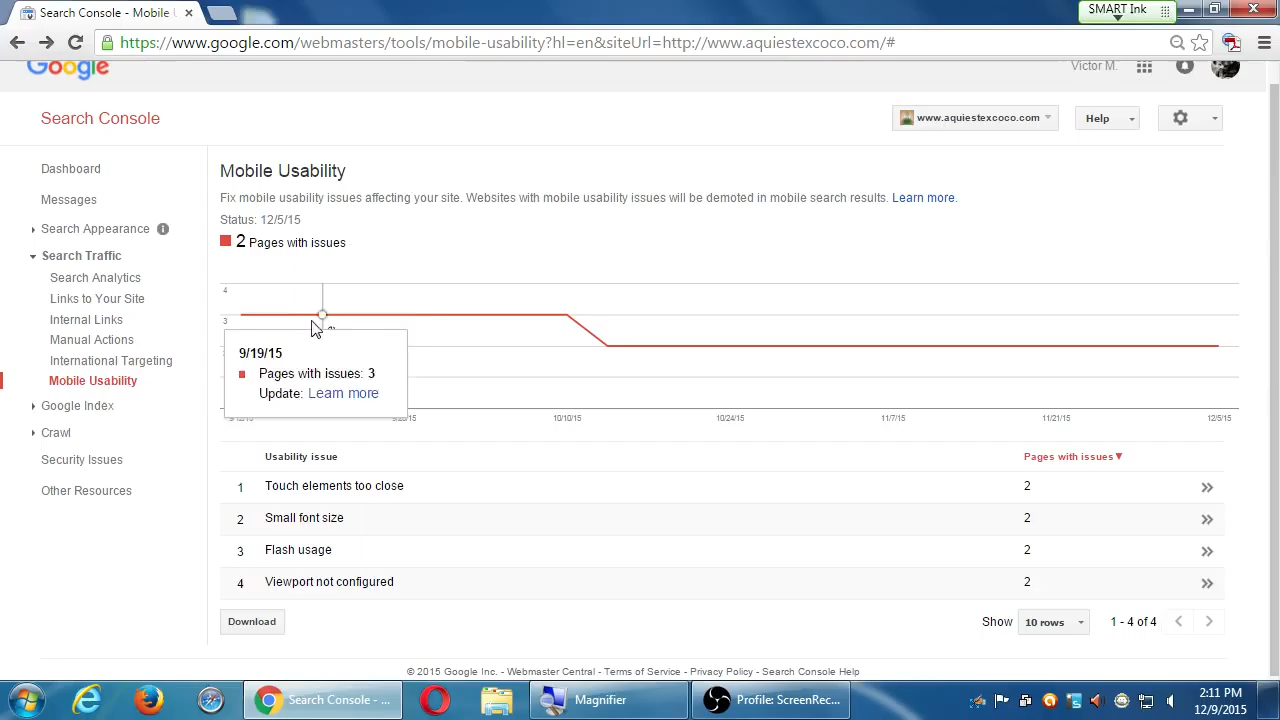 Search Console - Mobile U
SMART Ink
https://www.google.com/webmasters/tools/mobile-usability?hl=en&siteUrl=http://www.aquiestexcoco.com/#
Google
Victor M.
Search Console
www.aquiestexcoco.com
Help
Dashboard
Messages
Search Appearance
Search Traffic
Search Analytics
Links to Your Site
Internal Links
Manual Actions
International Targeting
Mobile Usability
Google Index
Crawl
Security Issues
Other Resources
Mobile Usability
Fix mobile usability issues affecting your site. Websites with mobile usability issues will be demoted in mobile search results. Learn more.
Status: 12/5/15
2 Pages with issues
4
3
9/19/15
Pages with issues: 3
Update: Learn more
10/10/15 10/24/15 11/7/15 11/21/15 12/5/15
Usability issue Pages with issues▼
1 Touch elements too close 2
2 Small font size 2
3 Flash usage 2
4 Viewport not configured 2
Download
Show 10 rows 1 - 4 of 4
© 2015 Google Inc. - Webmaster Central - Terms of Service - Privacy Policy - Search Console Help
Search Console - ...
Magnifier
Profile: ScreenRec...
2:11 PM
12/9/2015